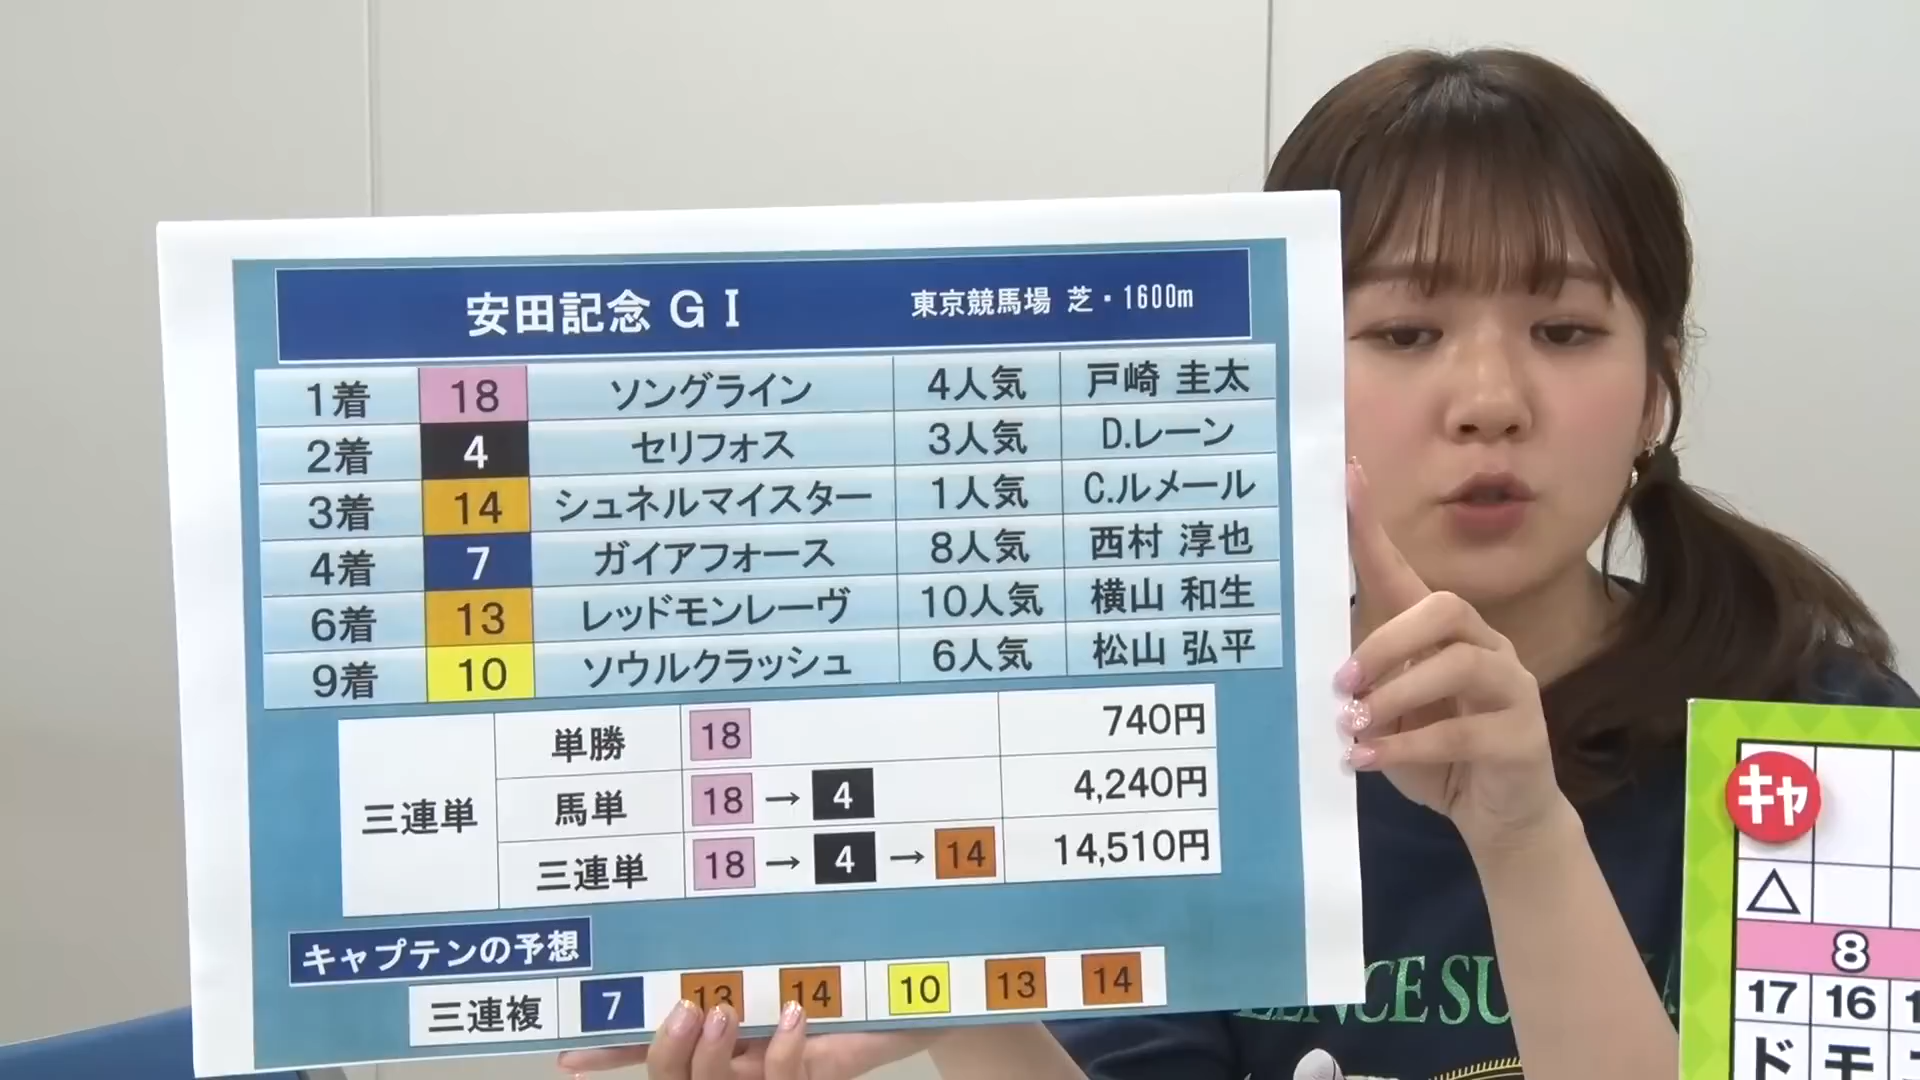 安田記念 GⅠ 東京競馬場 芝・1600m
1着 18 ソングライン 4人気 戸崎 圭太
2着 4 セリフォス 3人気 D.レーン
3着 14 シュネルマイスター 1人気 C.ルメール
4着 7 ガイアフォース 8人気 西村 淳也
6着 13 レッドモンレーヴ 10人気 横山 和生
9着 10 ソウルクラッシュ 6人気 松山 弘平
三連単
単勝 18 740円
馬単 18 → 4 4,240円
三連単 18 → 4 → 14 14,510円
キャプテンの予想
三連複 7 13 14 10 13 14
キャ
△
8
17 16
ド モ